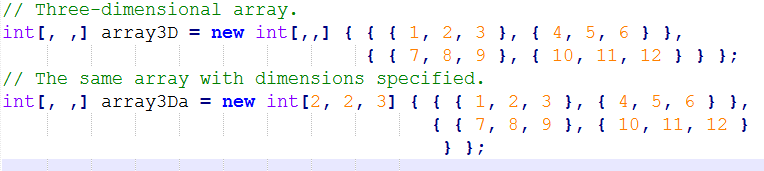 // Three-dimensional array.
int[, ,] array3D = new int[,,] { { { 1, 2, 3 }, { 4, 5, 6 } },
{ { 7, 8, 9 }, { 10, 11, 12 } } };
// The same array with dimensions specified.
int[, ,] array3Da = new int[2, 2, 3] { { { 1, 2, 3 }, { 4, 5, 6 } },
{ { 7, 8, 9 }, { 10, 11, 12 }
} };